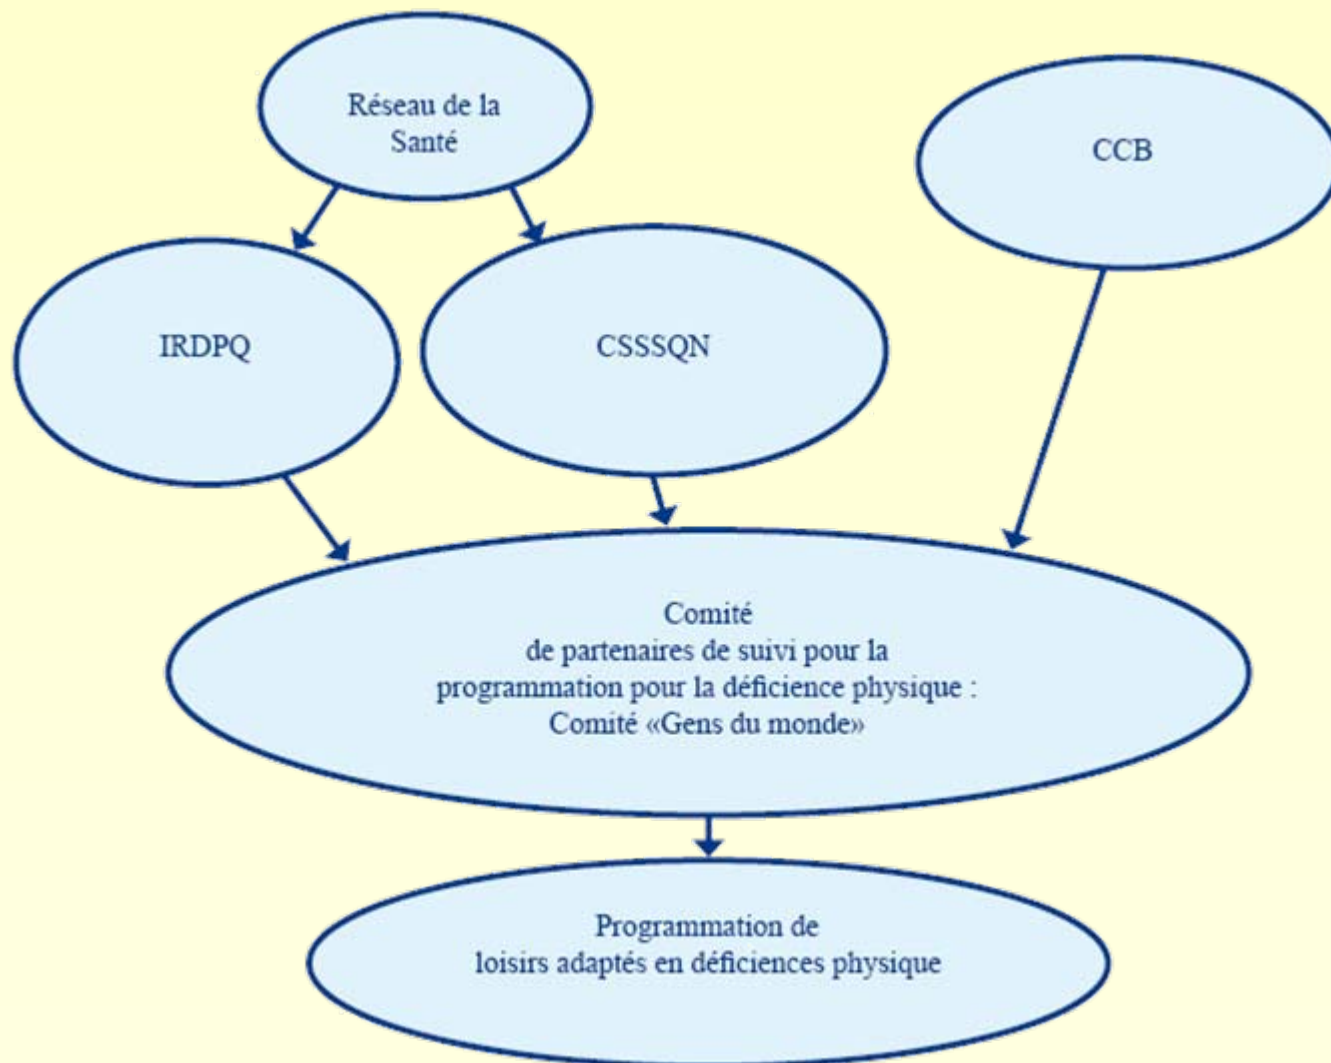 Réseau de la
Santé
CCB
IRDPQ
CSSSQN
Comité
de partenaires de suivi pour la
programmation pour la déficience physique :
Comité «Gens du monde»
Programmation de
loisirs adaptés en déficiences physique